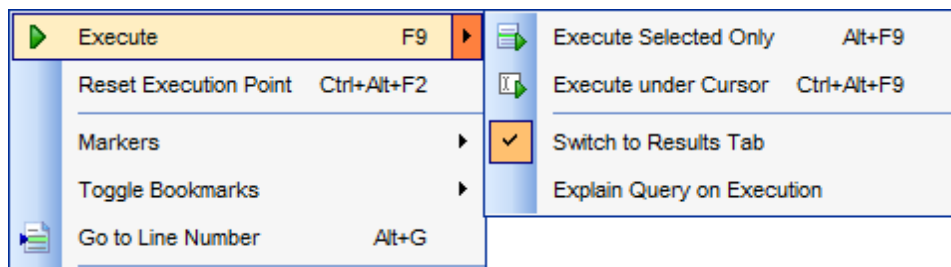 Execute F9
Reset Execution Point Ctrl+Alt+F2
Markers
Toggle Bookmarks
Go to Line Number Alt+G
Execute Selected Only Alt+F9
Execute under Cursor Ctrl+Alt+F9
Switch to Results Tab
Explain Query on Execution